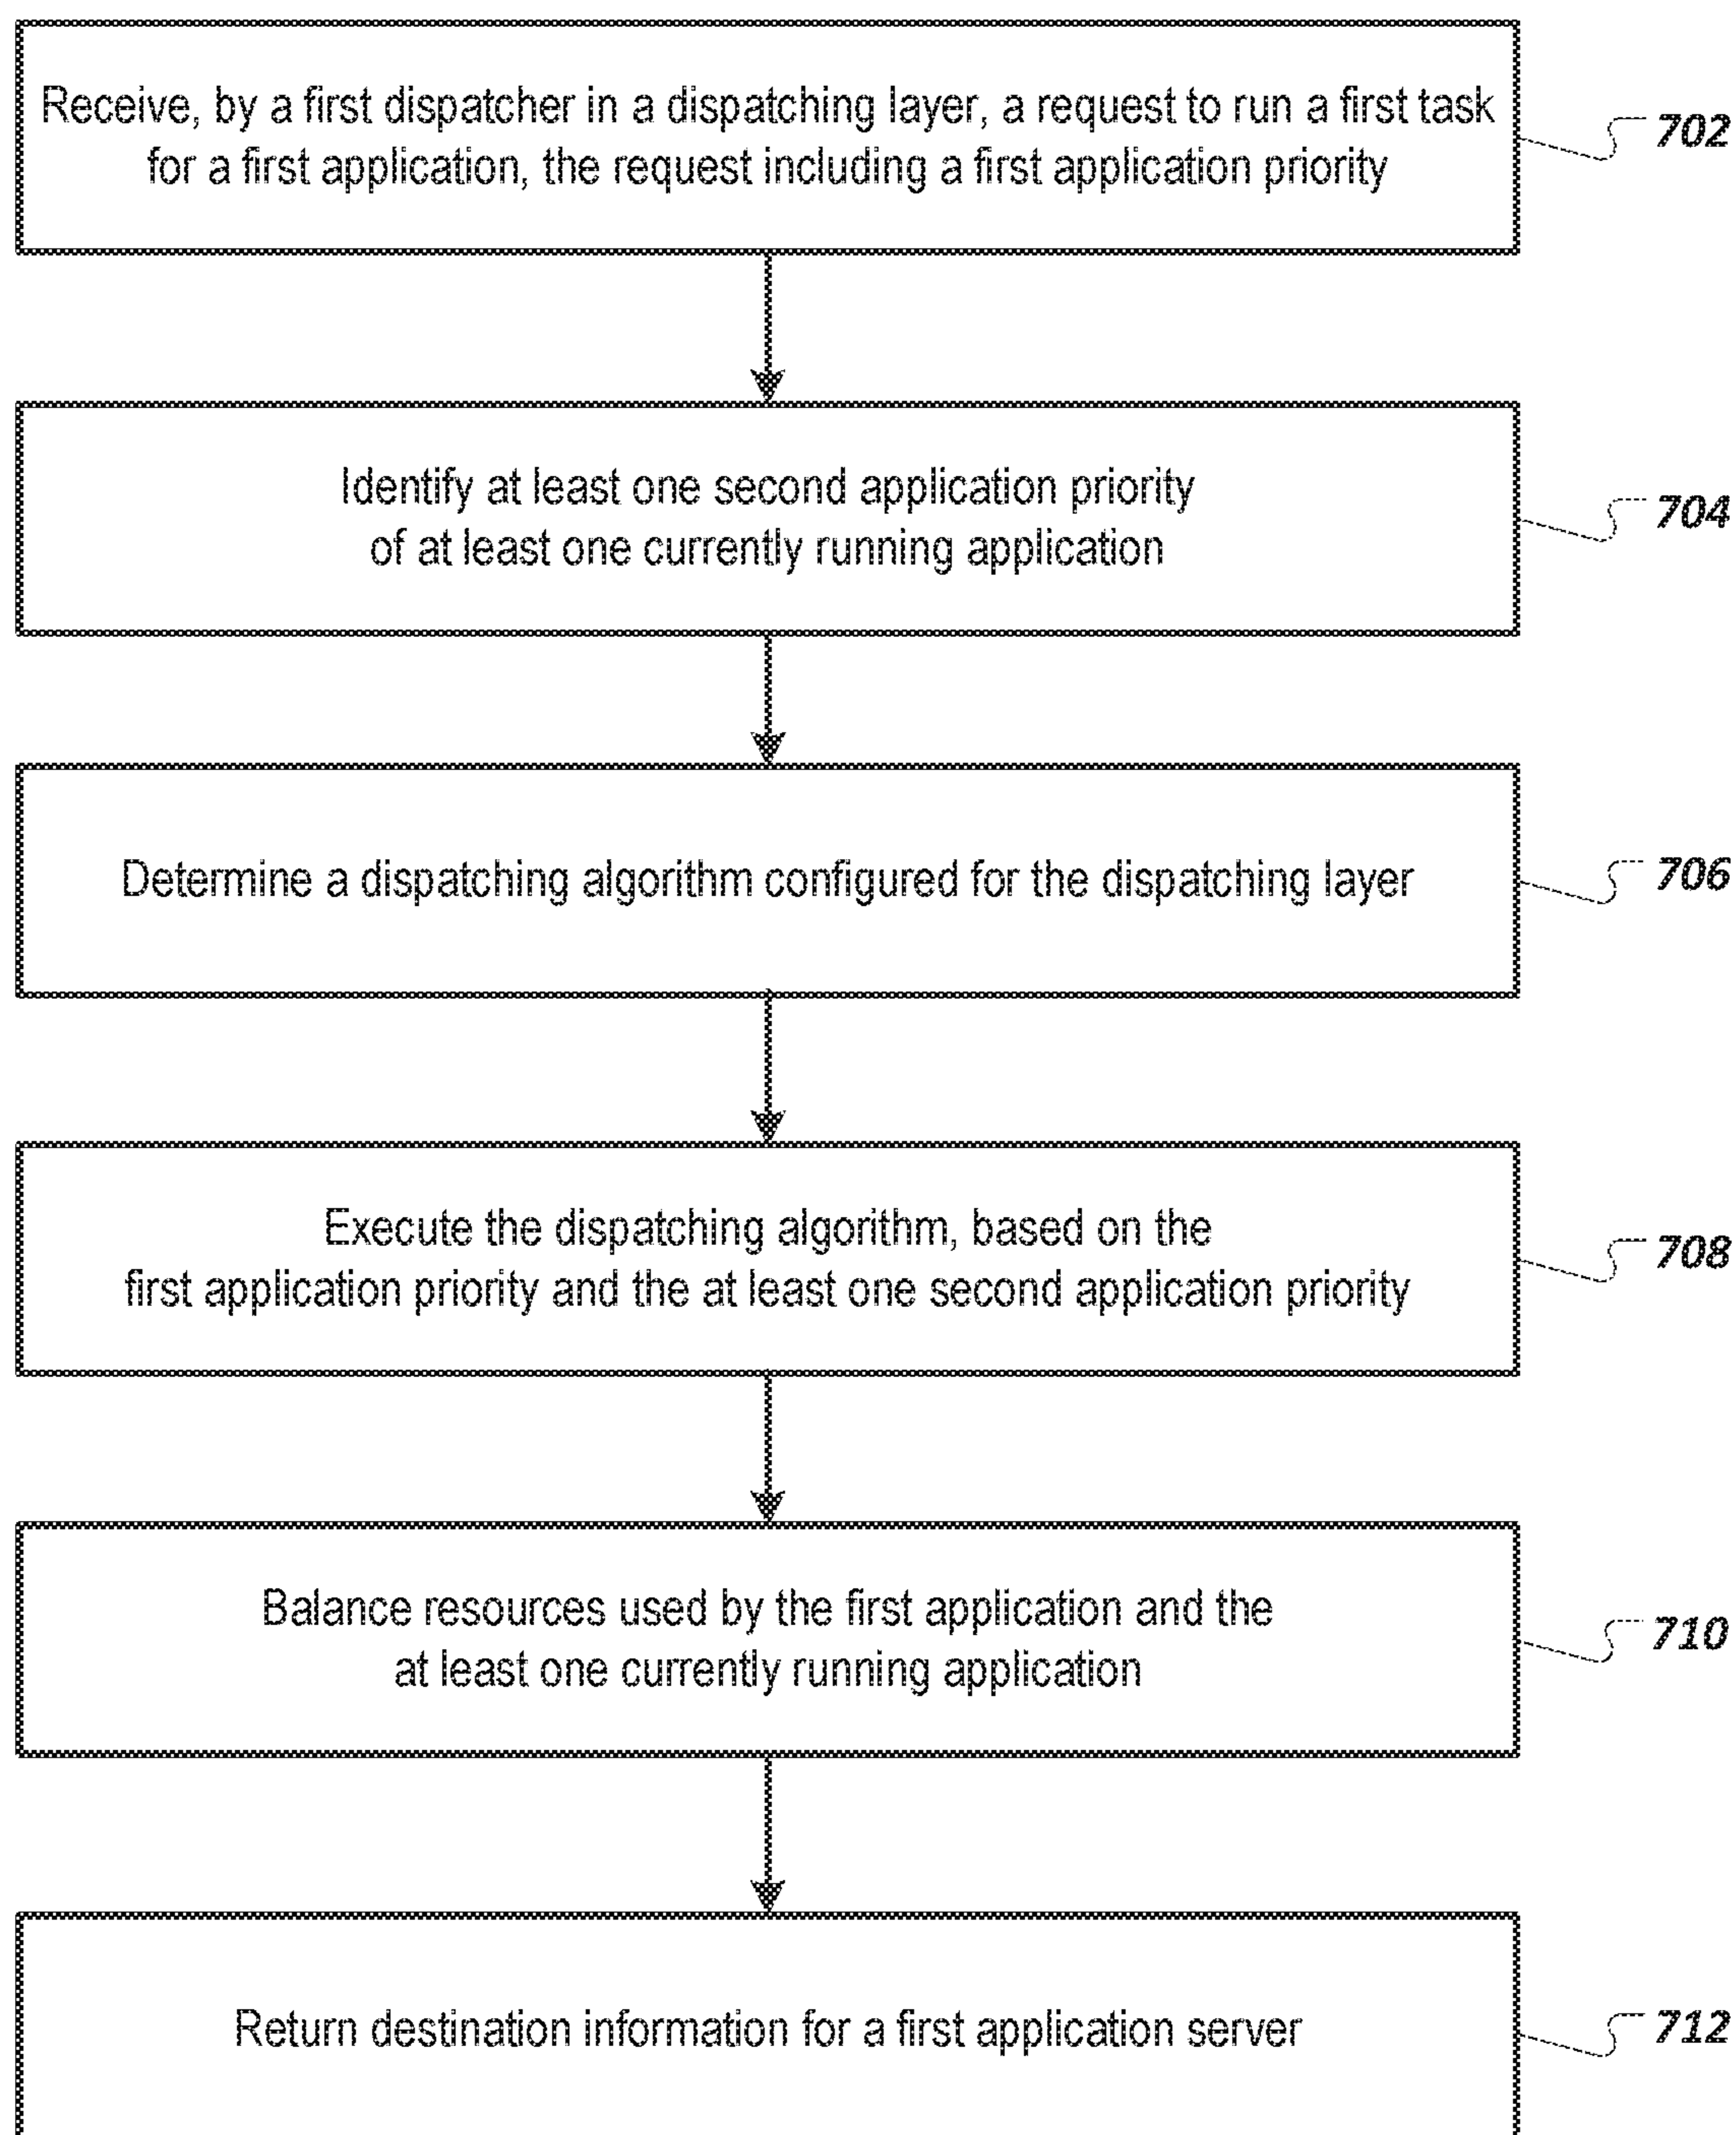 Receive, by a first dispatcher in a dispatching layer, a request to run a first task
for a first application, the request including a first application priority
702
Identify at least one second application priority
of at least one currently running application
704
Determine a dispatching algorithm configured for the dispatching layer
706
Execute the dispatching algorithm, based on the
first application priority and the at least one second application priority
708
Balance resources used by the first application and the
at least one currently running application
710
Return destination information for a first application server
712